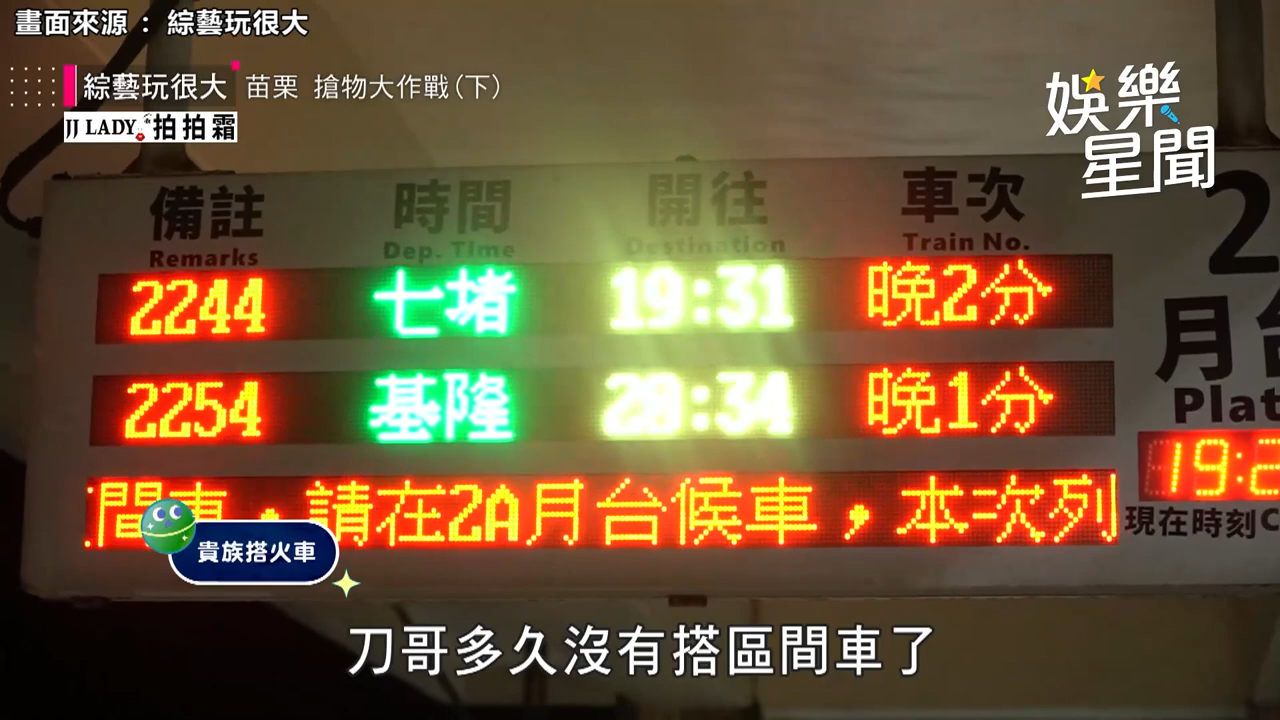 畫面來源 : 綜藝玩很大
綜藝玩很大 苗栗 搶物大作戰(下)
JJ LADY 拍拍霜
娛樂
星聞
備註 時間 開往 車次
Remarks Dep. Time Destination Train No.
2244 七堵 19:31 晚2分
2254 基隆 20:34 晚1分
間車,請在2A月台候車,本次列
2
月台
現在時刻
貴族搭火車
刀哥多久沒有搭區間車了